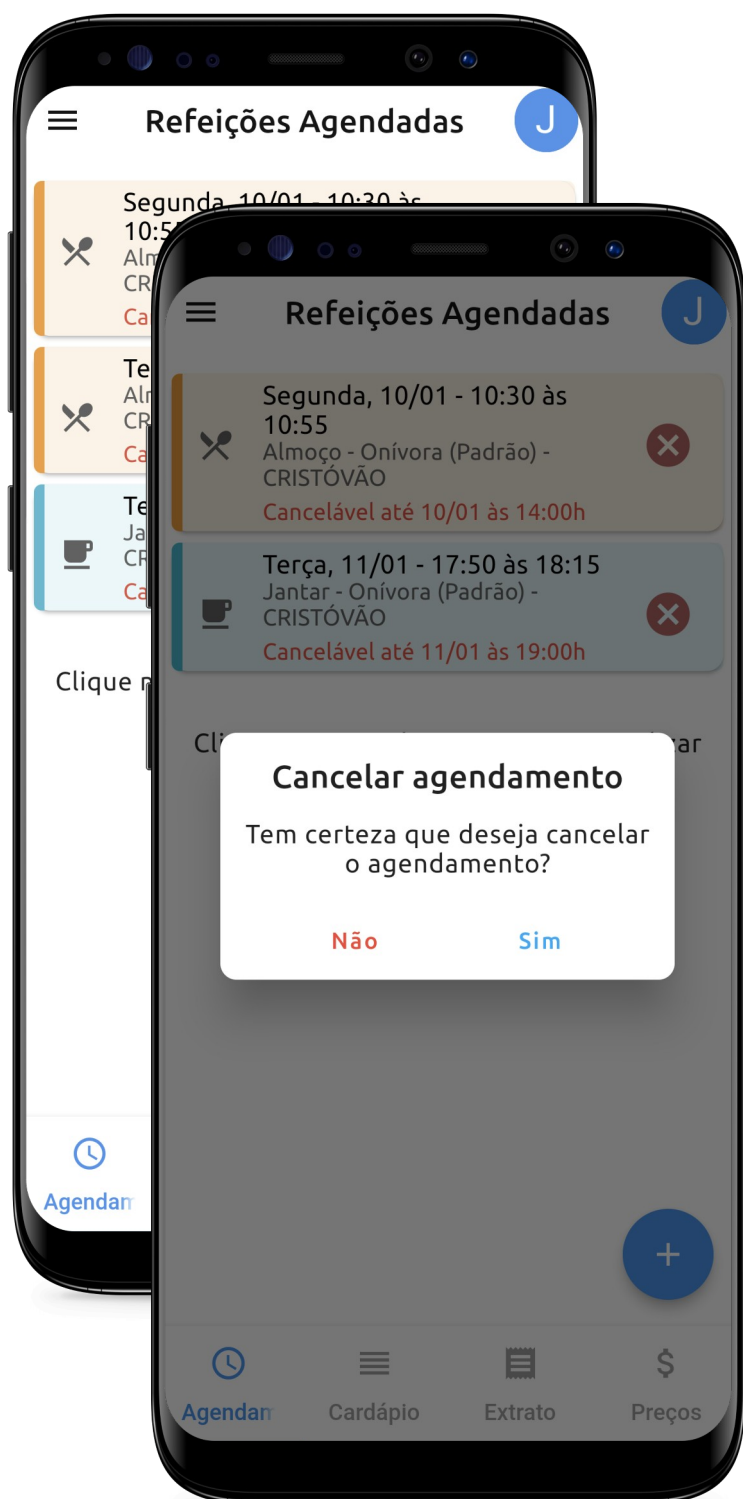 Refeições Agendadas
J
Segunda, 10/01 - 10:30 às
10:5
Alm
CR
Ca
Te
Alm
CR
Ca
Te
Ja
CR
Ca
Clique
Agendam
Refeições Agendadas
J
Segunda, 10/01 - 10:30 às
10:55
Almoço - Onívora (Padrão) -
CRISTÓVÃO
Cancelável até 10/01 às 14:00h
Terça, 11/01 - 17:50 às 18:15
Jantar - Onívora (Padrão) -
CRISTÓVÃO
Cancelável até 11/01 às 19:00h
Cli
ar
Cancelar agendamento
Tem certeza que deseja cancelar
o agendamento?
Não Sim
+
Agendam Cardápio Extrato Preços